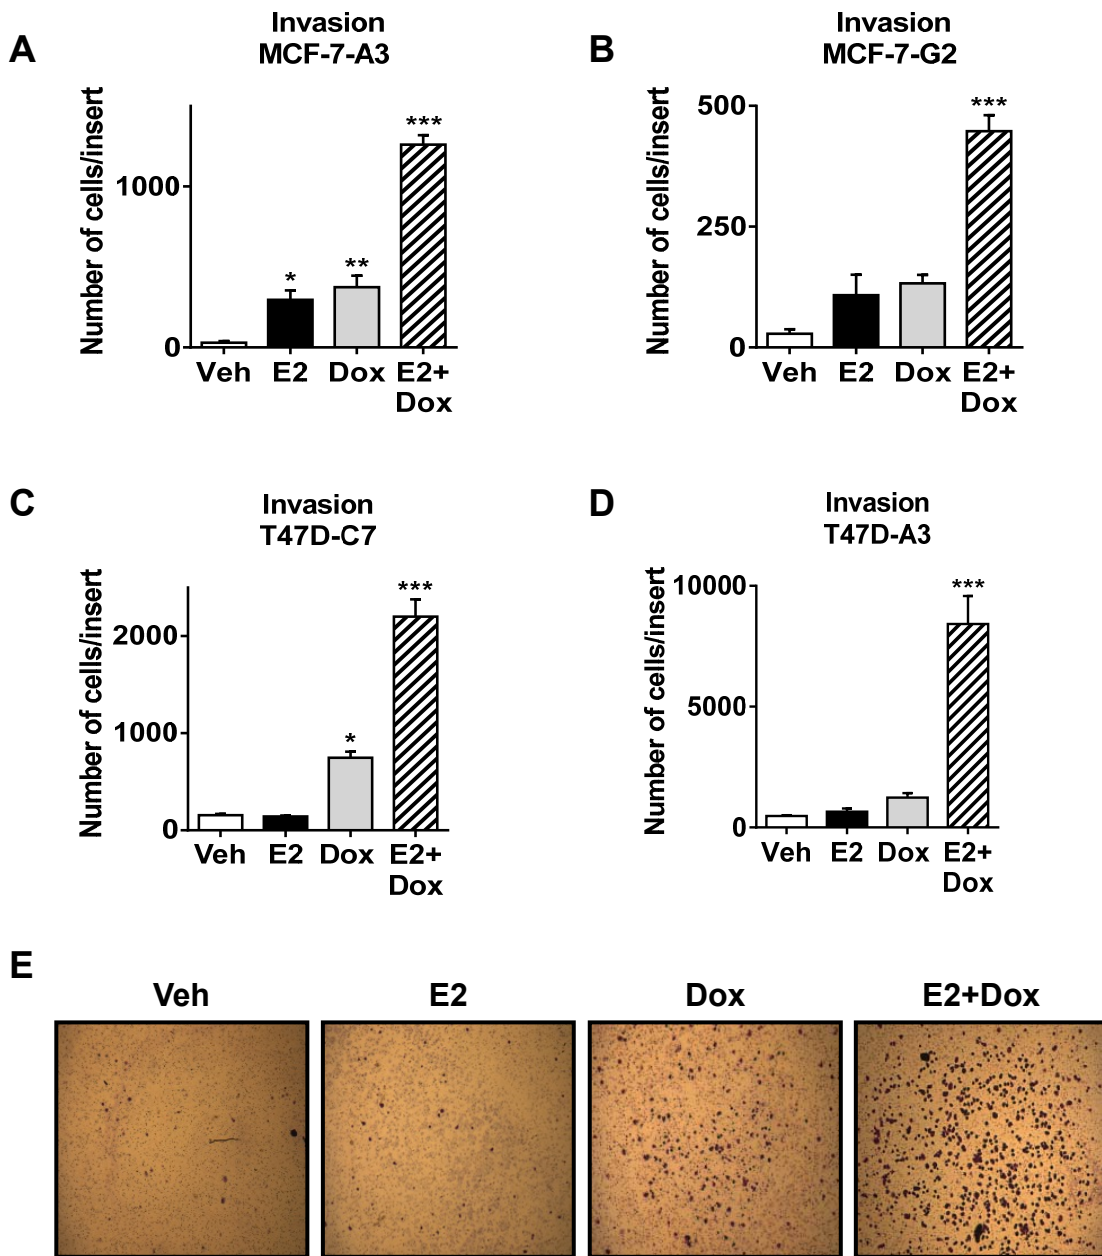 A
Invasion
MCF-7-A3
Number of cells/insert
1000
0
*
**
***
Veh
E2
Dox
E2+
Dox
B
Invasion
MCF-7-G2
Number of cells/insert
500
250
0
***
Veh
E2
Dox
E2+
Dox
C
Invasion
T47D-C7
Number of cells/insert
2000
1000
0
*
***
Veh
E2
Dox
E2+
Dox
D
Invasion
T47D-A3
Number of cells/insert
10000
5000
0
***
Veh
E2
Dox
E2+
Dox
E
Veh
E2
Dox
E2+Dox